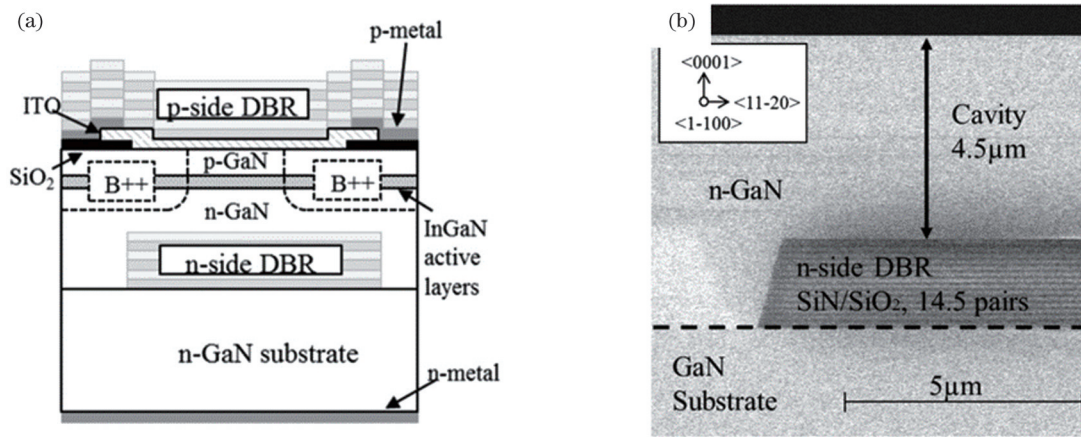 (a)
p-metal
ITO
p-side DBR
p-GaN
SiO2
B++
B++
n-GaN
InGaN
active
layers
n-side DBR
n-GaN substrate
n-metal
(b)
<0001>
<11-20>
<1-100>
Cavity
4.5μm
n-GaN
n-side DBR
SiN/SiO2, 14.5 pairs
GaN
Substrate
5μm